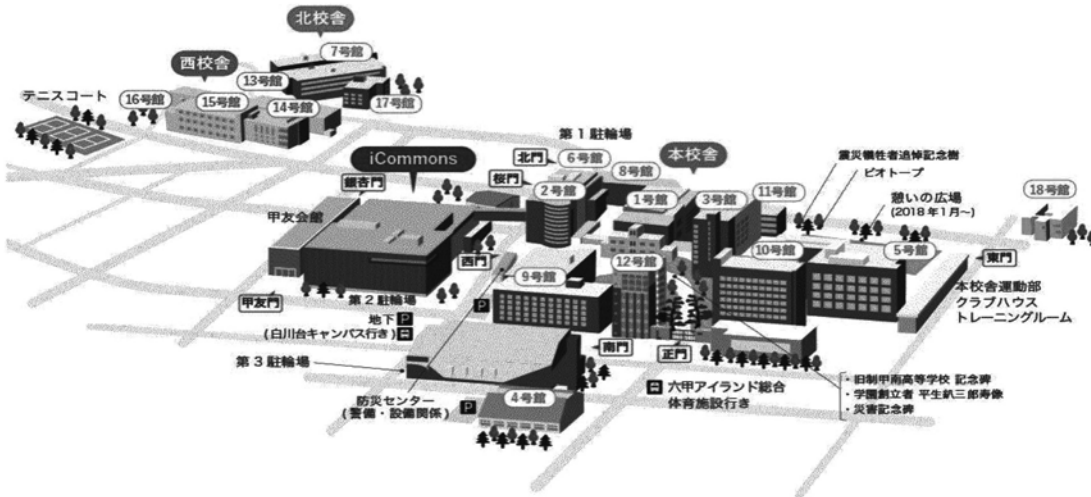 北校舎
7号館
西校舎
13号館
テニスコート
16号館
15号館
14号館
17号館
第1駐輪場
iCommons
北門
6号館
本校舎
震災犠牲者追悼記念樹
ビオトープ
銀杏門
桜門
8号館
2号館
1号館
3号館
11号館
憩いの広場
(2018年1月〜)
18号館
甲友会館
西門
9号館
12号館
10号館
5号館
東門
甲友門
第2駐輪場
P
本校舎運動部
クラブハウス
トレーニングルーム
地下 P
(白川台キャンパス行き)
南門
正門
第3駐輪場
防災センター
(警備・設備関係)
P
4号館
六甲アイランド総合
体育施設行き
・旧制甲南高等学校 記念碑
・学園創立者 平生釟三郎寿像
・災害記念碑